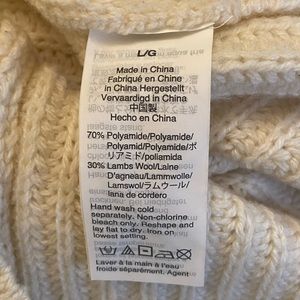 L/G
Made in China
Fabriqué en Chine
in China Hergestellt
Vervaardigd in China
中国製
Hecho en China
70% Polyamide/Polyamide/
Polyamid/Polyamide/ポ
リアミド/poliamida
30% Lambs Wool/Laine
D'agneau/Lammwolle/
Lamswol/ラムウール/
lana de cordero
Hand wash cold
separately. Non-chlorine
bleach only. Reshape and
lay flat to dry. Iron on
lowest setting.
Laver à la main à l'eau
froide séparément. Agent